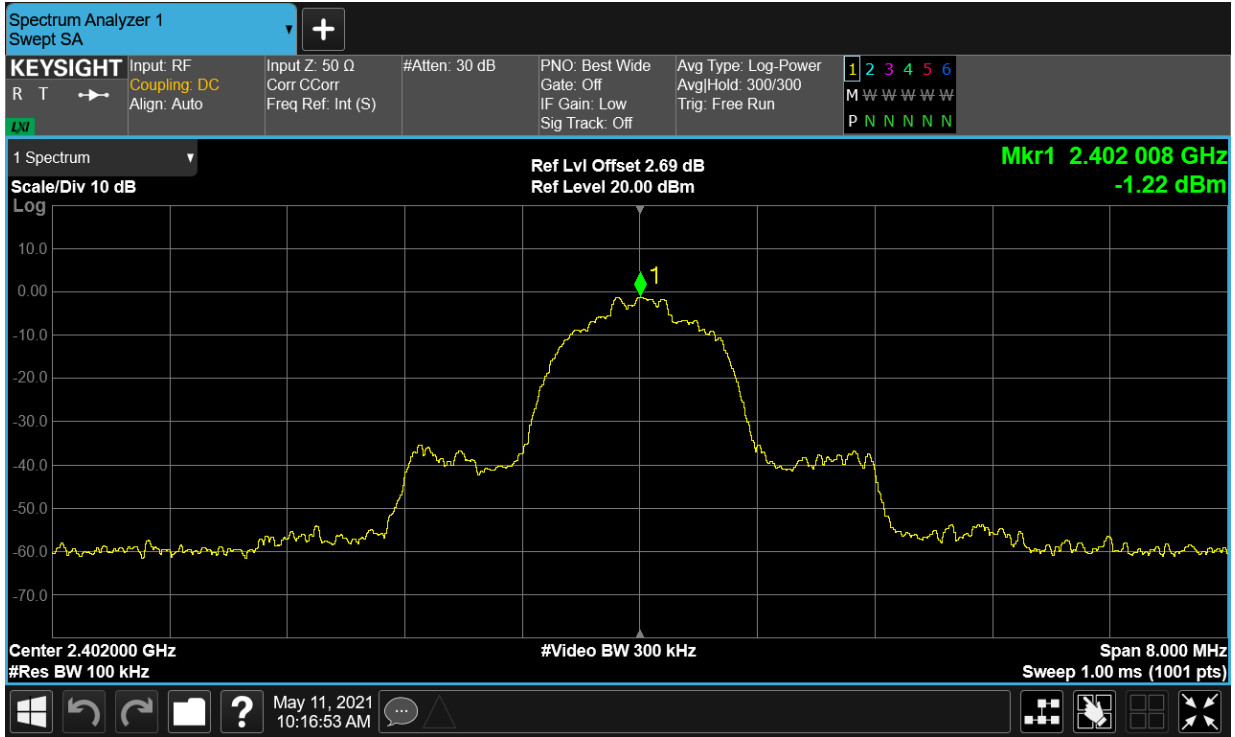 Spectrum Analyzer 1
Swept SA
KEYSIGHT
R T
LXI
Input: RF
Coupling: DC
Align: Auto
Input Z: 50 Ω
Corr CCorr
Freq Ref: Int (S)
#Atten: 30 dB
PNO: Best Wide
Gate: Off
IF Gain: Low
Sig Track: Off
Avg Type: Log-Power
Avg|Hold: 300/300
Trig: Free Run
1 2 3 4 5 6
M W W W W W
P N N N N N
1 Spectrum
Scale/Div 10 dB
Ref Lvl Offset 2.69 dB
Ref Level 20.00 dBm
Mkr1 2.402 008 GHz
-1.22 dBm
Log
10.0
0.00
-10.0
-20.0
-30.0
-40.0
-50.0
-60.0
-70.0
1
Center 2.402000 GHz
#Res BW 100 kHz
#Video BW 300 kHz
Span 8.000 MHz
Sweep 1.00 ms (1001 pts)
?
May 11, 2021
10:16:53 AM